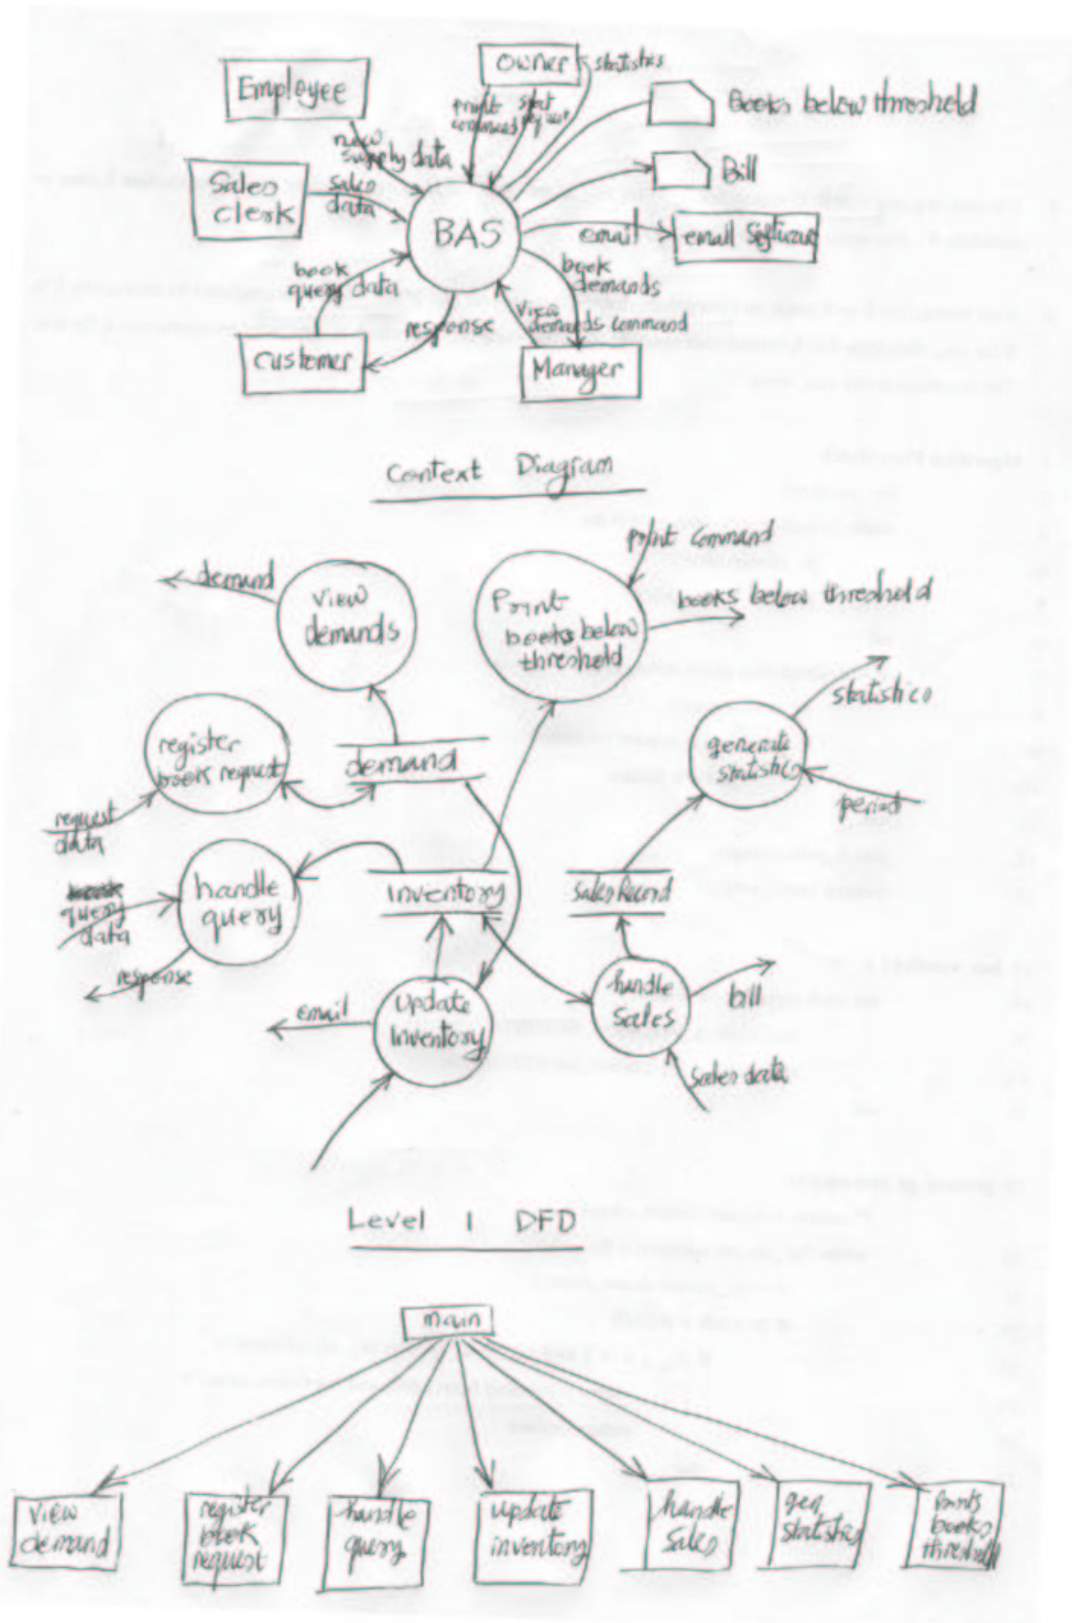 Employee
Owner
statistics
print
command
stat
Books below threshold
new
supply data
Sales
clerk
sales
data
BAS
Bill
email
email Software
book
query data
book
demands
response
view
demands command
Customer
Manager
Context Diagram
print command
demand
view
demands
Print
books below
threshold
books below threshold
statistics
register
book request
demand
generate
statistics
request
data
period
handle
query
inventory
Sales Record
query
data
response
email
update
inventory
handle
sales
bill
Sales data
Level 1 DFD
main
view
demand
register
book
request
handle
query
update
inventory
handle
sales
gen
statistics
books
threshold